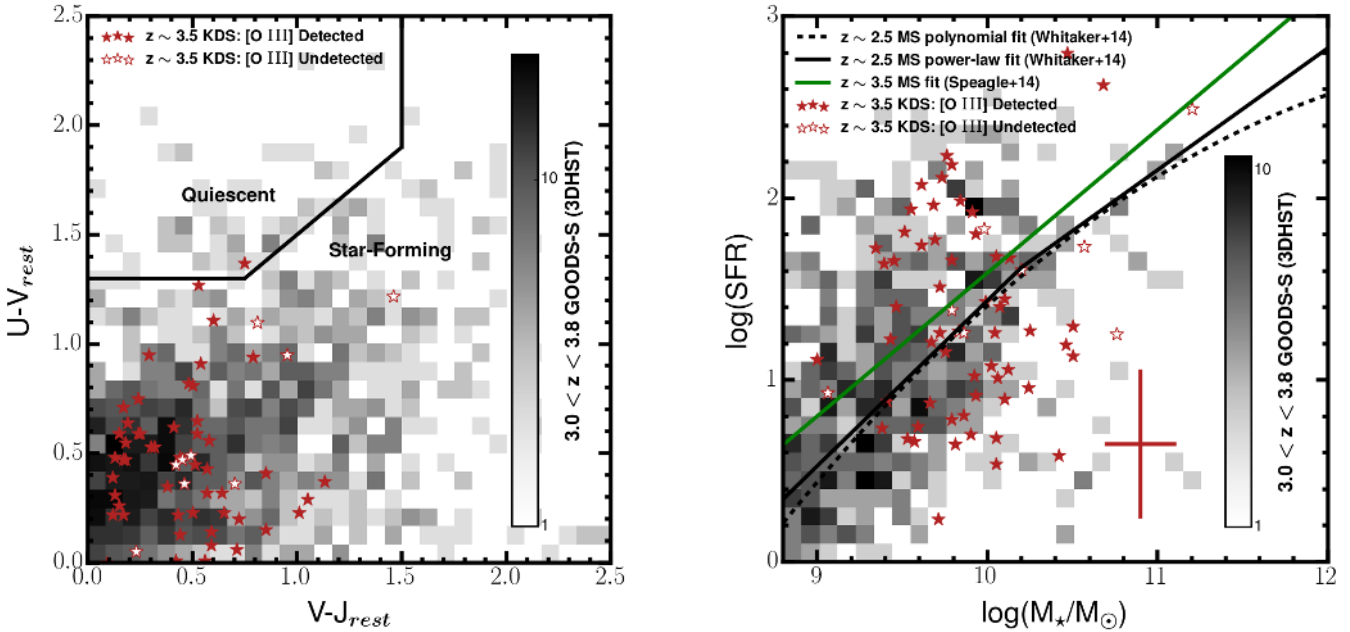 2.5
2.0
1.5
1.0
0.5
0.0
U-V_rest
z ∼ 3.5 KDS: [O III] Detected
z ∼ 3.5 KDS: [O III] Undetected
Quiescent
Star-Forming
10
1
3.0 < z < 3.8 GOODS-S (3DHST)
0.0 0.5 1.0 1.5 2.0 2.5
V-J_rest
3
2
1
0
log(SFR)
z ∼ 2.5 MS polynomial fit (Whitaker+14)
z ∼ 2.5 MS power-law fit (Whitaker+14)
z ∼ 3.5 MS fit (Speagle+14)
z ∼ 3.5 KDS: [O III] Detected
z ∼ 3.5 KDS: [O III] Undetected
10
1
3.0 < z < 3.8 GOODS-S (3DHST)
9 10 11 12
log(M⋆/M⊙)